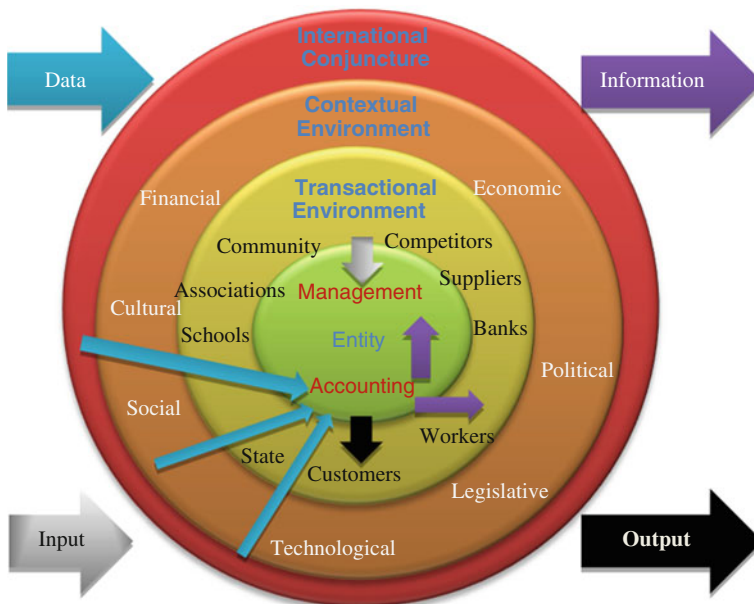 International
Conjuncture
Data
Information
Contextual
Environment
Financial
Economic
Transactional
Environment
Community
Competitors
Suppliers
Associations
Management
Cultural
Schools
Entity
Banks
Political
Accounting
Social
Workers
State
Customers
Legislative
Input
Technological
Output